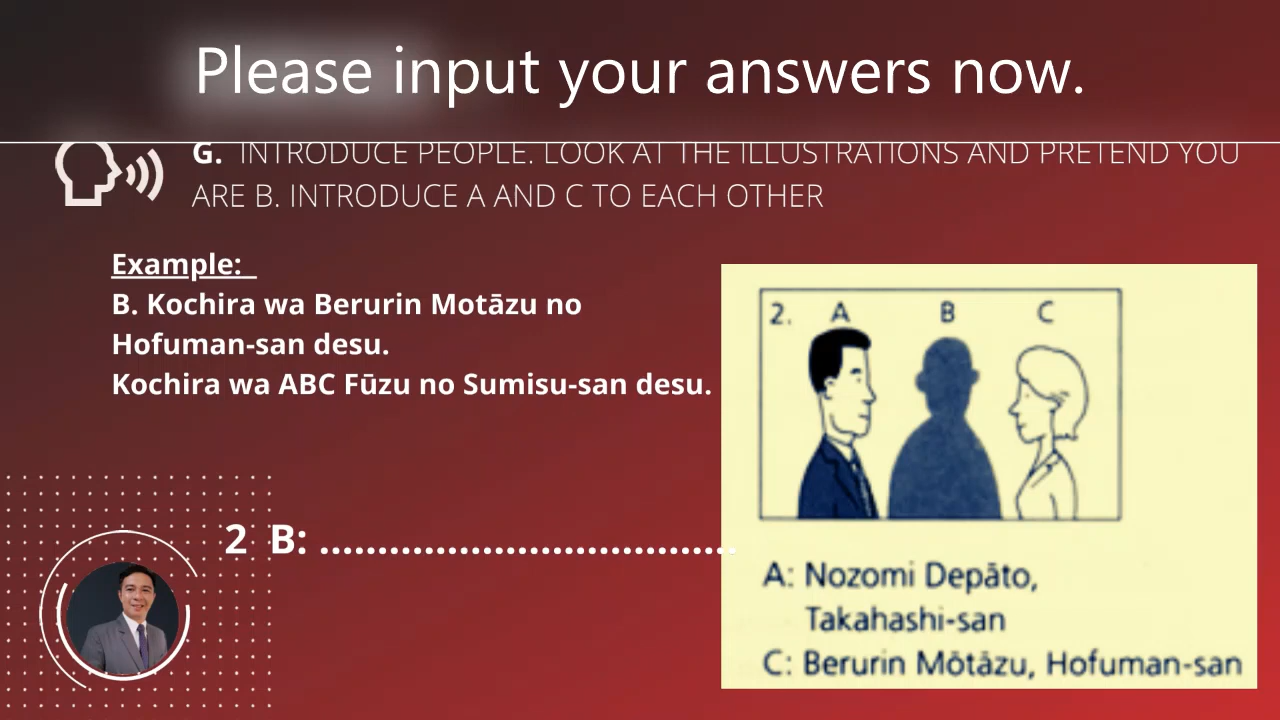 Please input your answers now.
G. INTRODUCE PEOPLE. LOOK AT THE ILLUSTRATIONS AND PRETEND YOU
ARE B. INTRODUCE A AND C TO EACH OTHER
Example:
B. Kochira wa Berurin Motāzu no
Hofuman-san desu.
Kochira wa ABC Fūzu no Sumisu-san desu.
2 B: ....................................
2. A B C
A: Nozomi Depāto,
Takahashi-san
C: Berurin Mōtāzu, Hofuman-san